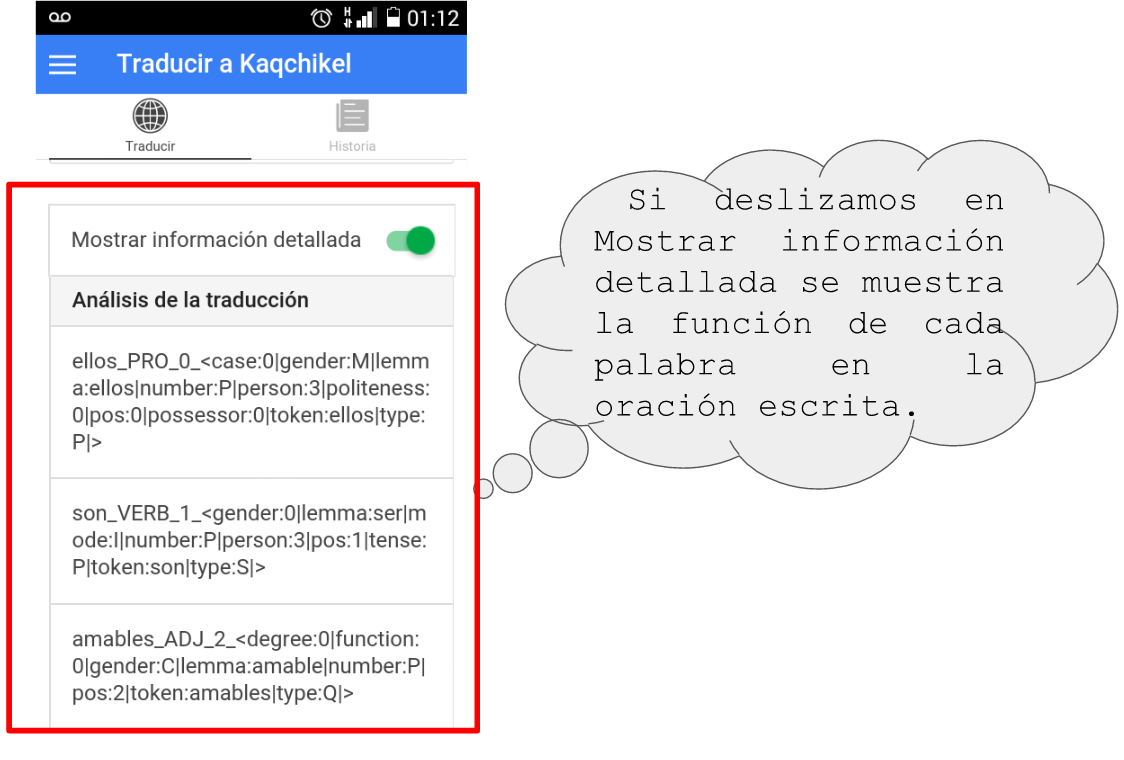 01:12
Traducir a Kaqchikel
Traducir
Historia
Mostrar información detallada
Análisis de la traducción
ellos_PRO_0_<case:0|gender:M|lemm
a:ellos|number:P|person:3|politeness:
0|pos:0|possessor:0|token:ellos|type:
P|>
son_VERB_1_<gender:0|lemma:ser|m
ode:I|number:P|person:3|pos:1|tense:
P|token:son|type:S|>
amables_ADJ_2_<degree:0|function:
0|gender:C|lemma:amable|number:P|
pos:2|token:amables|type:Q|>
Si deslizamos en
Mostrar información
detallada se muestra
la función de cada
palabra en la
oración escrita.